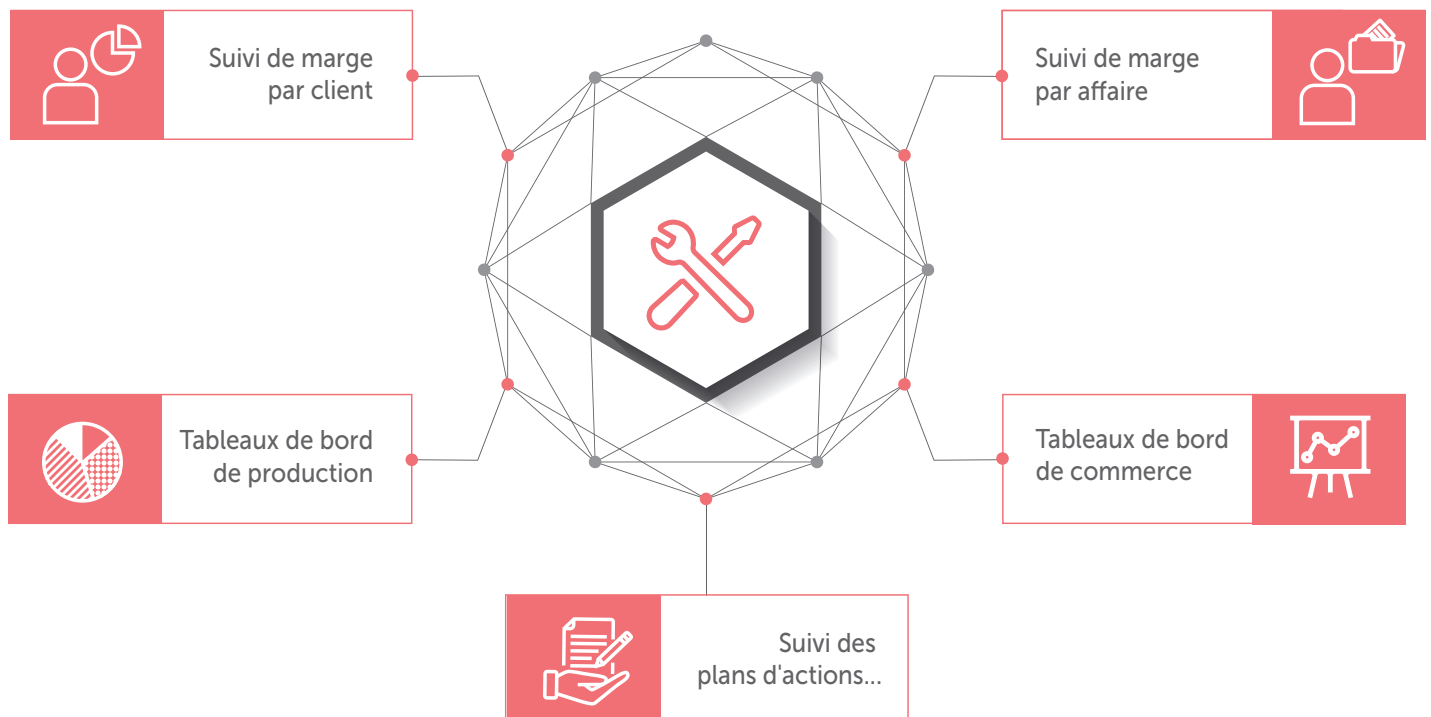 Suivi de marge
par client
Suivi de marge
par affaire
Tableaux de bord
de production
Tableaux de bord
de commerce
Suivi des
plans d'actions...